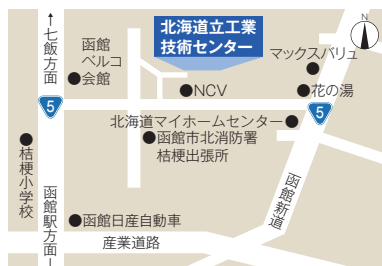 ↑七飯方面
函館
ベルコ
会館
北海道立工業
技術センター
マックスバリュ
N
NCV
花の湯
5
北海道マイホームセンター
5
函館市北消防署
桔梗出張所
桔梗小学校
函館新道
函館日産自動車
函館駅方面↓
産業道路